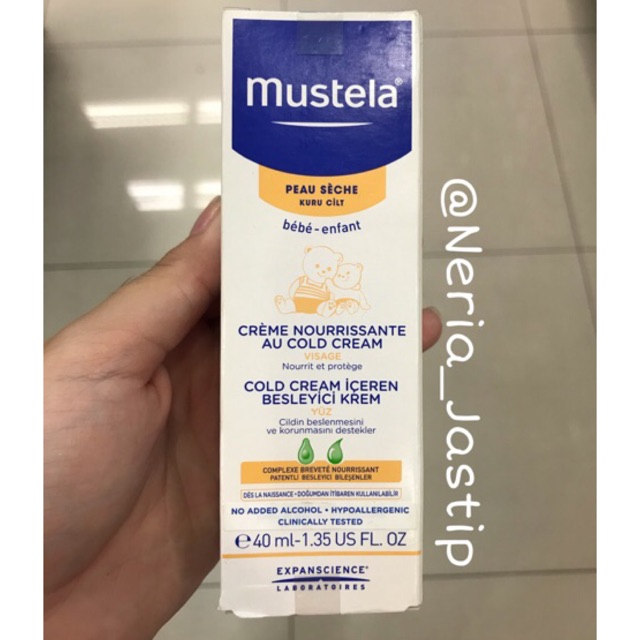 mustela®
PEAU SÈCHE
KURU CİLT
bébé-enfant
CRÈME NOURRISSANTE
AU COLD CREAM
VISAGE
Nourrit et protège
COLD CREAM İÇEREN
BESLEYİCİ KREM
YÜZ
Cildin beslenmesini
ve korunmasını destekler
COMPLEXE BREVETÉ NOURRISSANT
PATENTLİ BESLEYİCİ BİLEŞENLER
DÈS LA NAISSANCE • DOĞUMDAN İTİBAREN KULLANILABİLİR
NO ADDED ALCOHOL • HYPOALLERGENIC
CLINICALLY TESTED
℮40 ml-1.35 US FL. OZ
EXPANSCIENCE®
LABORATOIRES
@Neria_Jastip